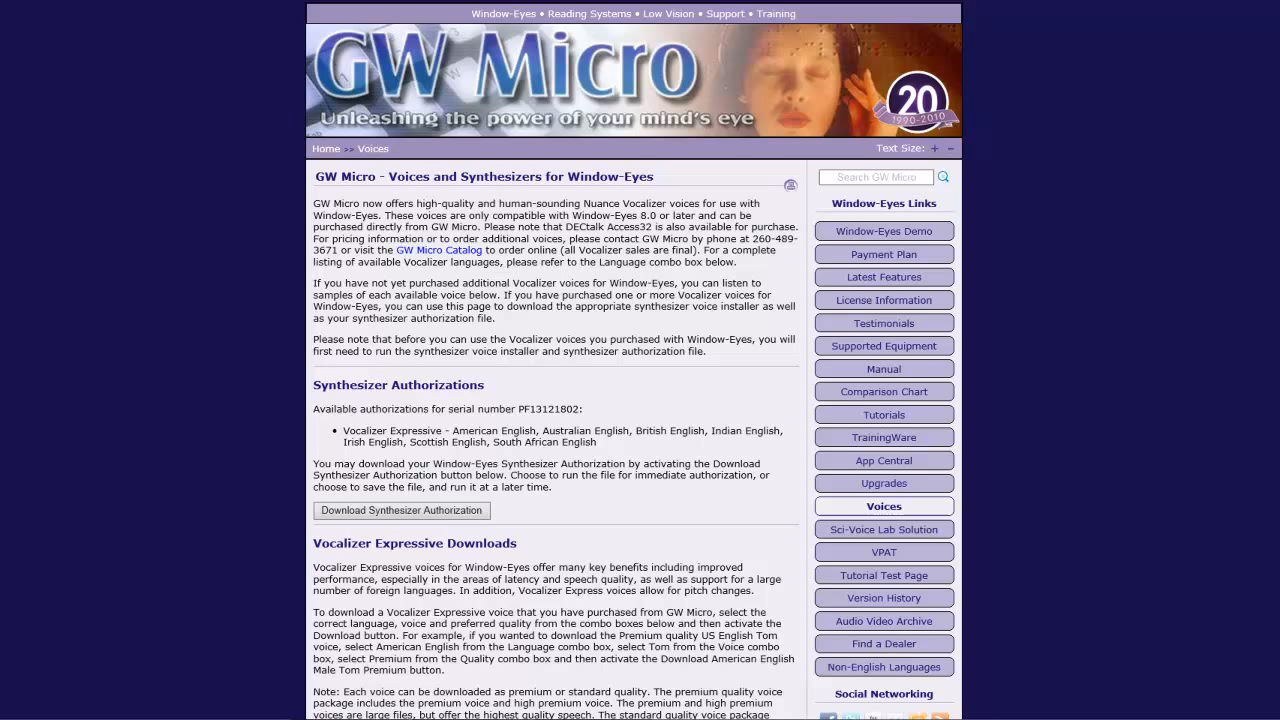 Window-Eyes • Reading Systems • Low Vision • Support • Training
GW Micro
Unleashing the power of your mind's eye
20
1990-2010
Home >> Voices
Text Size: + −
GW Micro - Voices and Synthesizers for Window-Eyes
GW Micro now offers high-quality and human-sounding Nuance Vocalizer voices for use with
Window-Eyes. These voices are only compatible with Window-Eyes 8.0 or later and can be
purchased directly from GW Micro. Please note that DECtalk Access32 is also available for purchase.
For pricing information or to order additional voices, please contact GW Micro by phone at 260-489-
3671 or visit the GW Micro Catalog to order online (all Vocalizer sales are final). For a complete
listing of available Vocalizer languages, please refer to the Language combo box below.
If you have not yet purchased additional Vocalizer voices for Window-Eyes, you can listen to
samples of each available voice below. If you have purchased one or more Vocalizer voices for
Window-Eyes, you can use this page to download the appropriate synthesizer voice installer as well
as your synthesizer authorization file.
Please note that before you can use the Vocalizer voices you purchased with Window-Eyes, you will
first need to run the synthesizer voice installer and synthesizer authorization file.
Synthesizer Authorizations
Available authorizations for serial number PF13121802:
• Vocalizer Expressive - American English, Australian English, British English, Indian English,
Irish English, Scottish English, South African English
You may download your Window-Eyes Synthesizer Authorization by activating the Download
Synthesizer Authorization button below. Choose to run the file for immediate authorization, or
choose to save the file, and run it at a later time.
Download Synthesizer Authorization
Vocalizer Expressive Downloads
Vocalizer Expressive voices for Window-Eyes offer many key benefits including improved
performance, especially in the areas of latency and speech quality, as well as support for a large
number of foreign languages. In addition, Vocalizer Express voices allow for pitch changes.
To download a Vocalizer Expressive voice that you have purchased from GW Micro, select the
correct language, voice and preferred quality from the combo boxes below and then activate the
Download button. For example, if you wanted to download the Premium quality US English Tom
voice, select American English from the Language combo box, select Tom from the Voice combo
box, select Premium from the Quality combo box and then activate the Download American English
Male Tom Premium button.
Note: Each voice can be downloaded as premium or standard quality. The premium quality voice
package includes the premium voice and high premium voice. The premium and high premium
voices are large files, but offer the highest quality speech. The standard quality voice package
Search GW Micro
Window-Eyes Links
Window-Eyes Demo
Payment Plan
Latest Features
License Information
Testimonials
Supported Equipment
Manual
Comparison Chart
Tutorials
TrainingWare
App Central
Upgrades
Voices
Sci-Voice Lab Solution
VPAT
Tutorial Test Page
Version History
Audio Video Archive
Find a Dealer
Non-English Languages
Social Networking